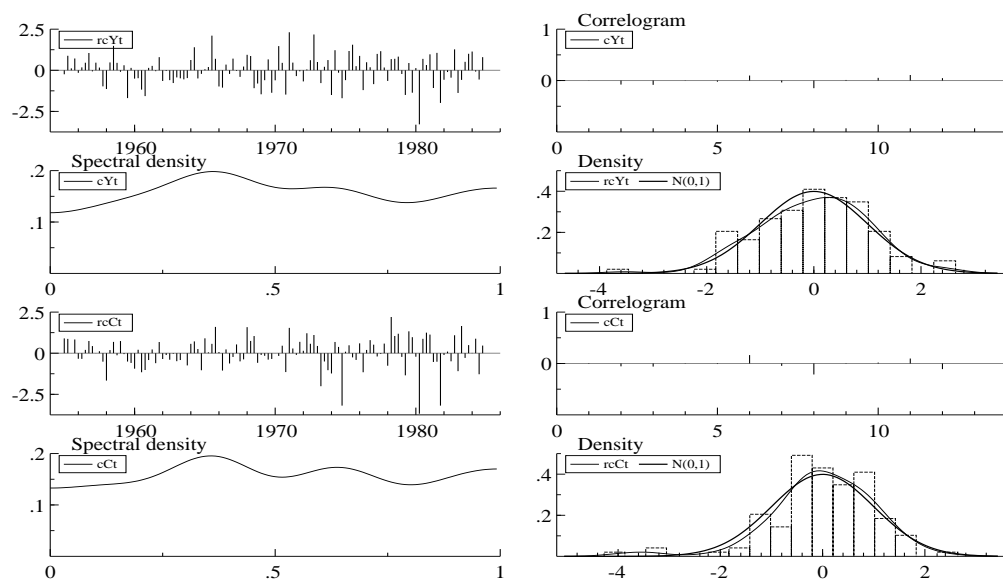 2.5
rcYt
0
-2.5
1960
1970
1980
Correlogram
1
cYt
0
0
5
10
Spectral density
.2
cYt
.1
0
.5
1
Density
rcYt
N(0,1)
.4
.2
-4
-2
0
2
2.5
rcCt
0
-2.5
1960
1970
1980
Correlogram
1
cCt
0
0
5
10
Spectral density
.2
cCt
.1
0
.5
1
Density
rcCt
N(0,1)
.4
.2
-4
-2
0
2